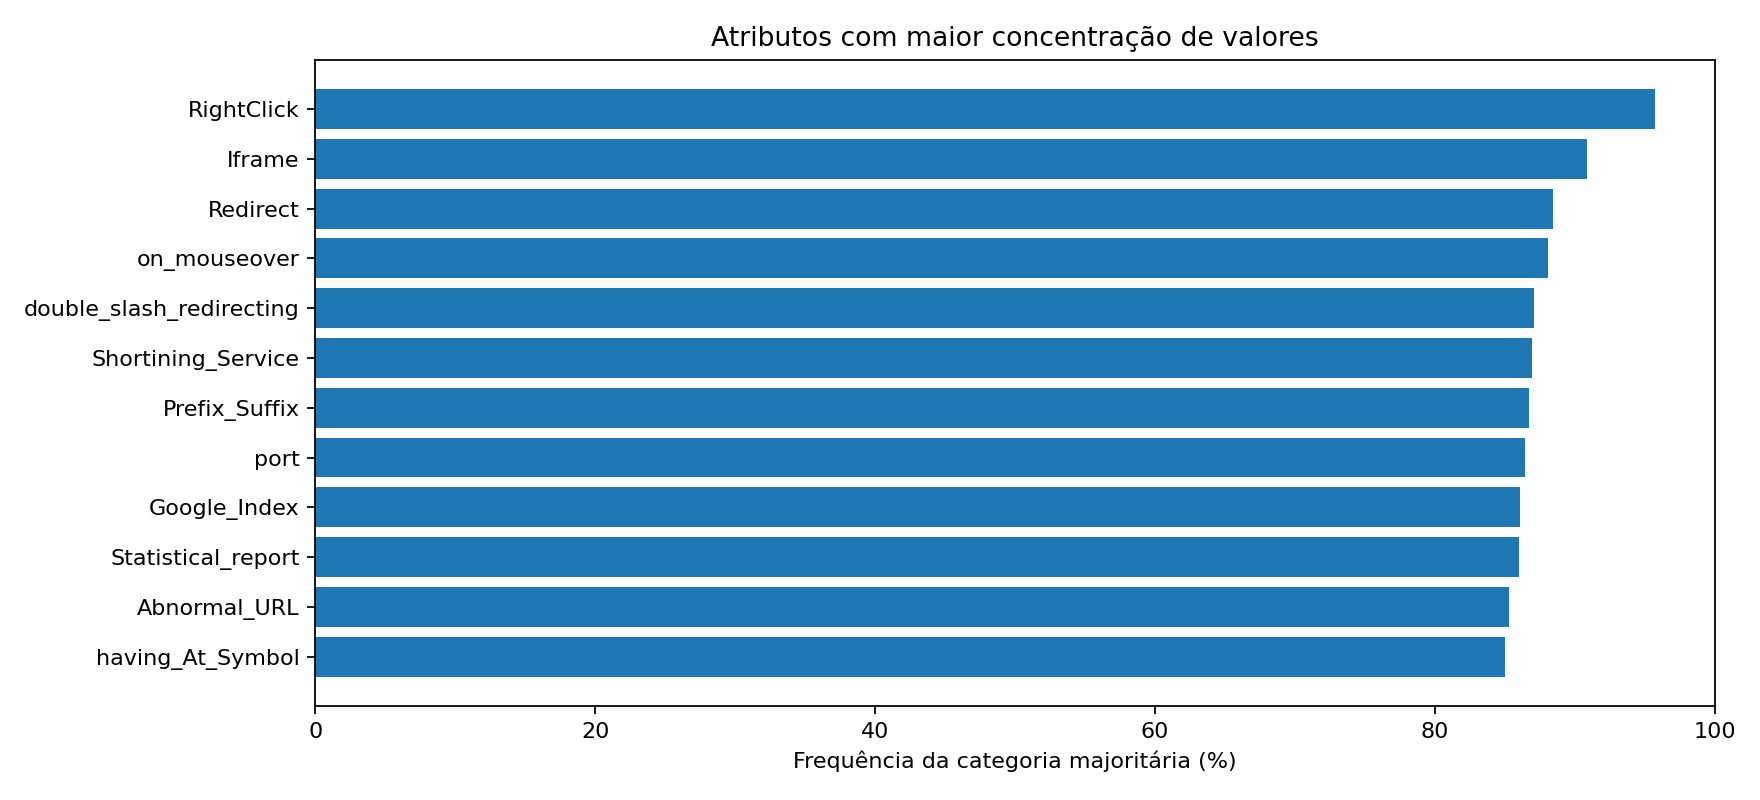 Atributos com maior concentração de valores
RightClick
Iframe
Redirect
on_mouseover
double_slash_redirecting
Shortining_Service
Prefix_Suffix
port
Google_Index
Statistical_report
Abnormal_URL
having_At_Symbol
0 20 40 60 80 100
Frequência da categoria majoritária (%)